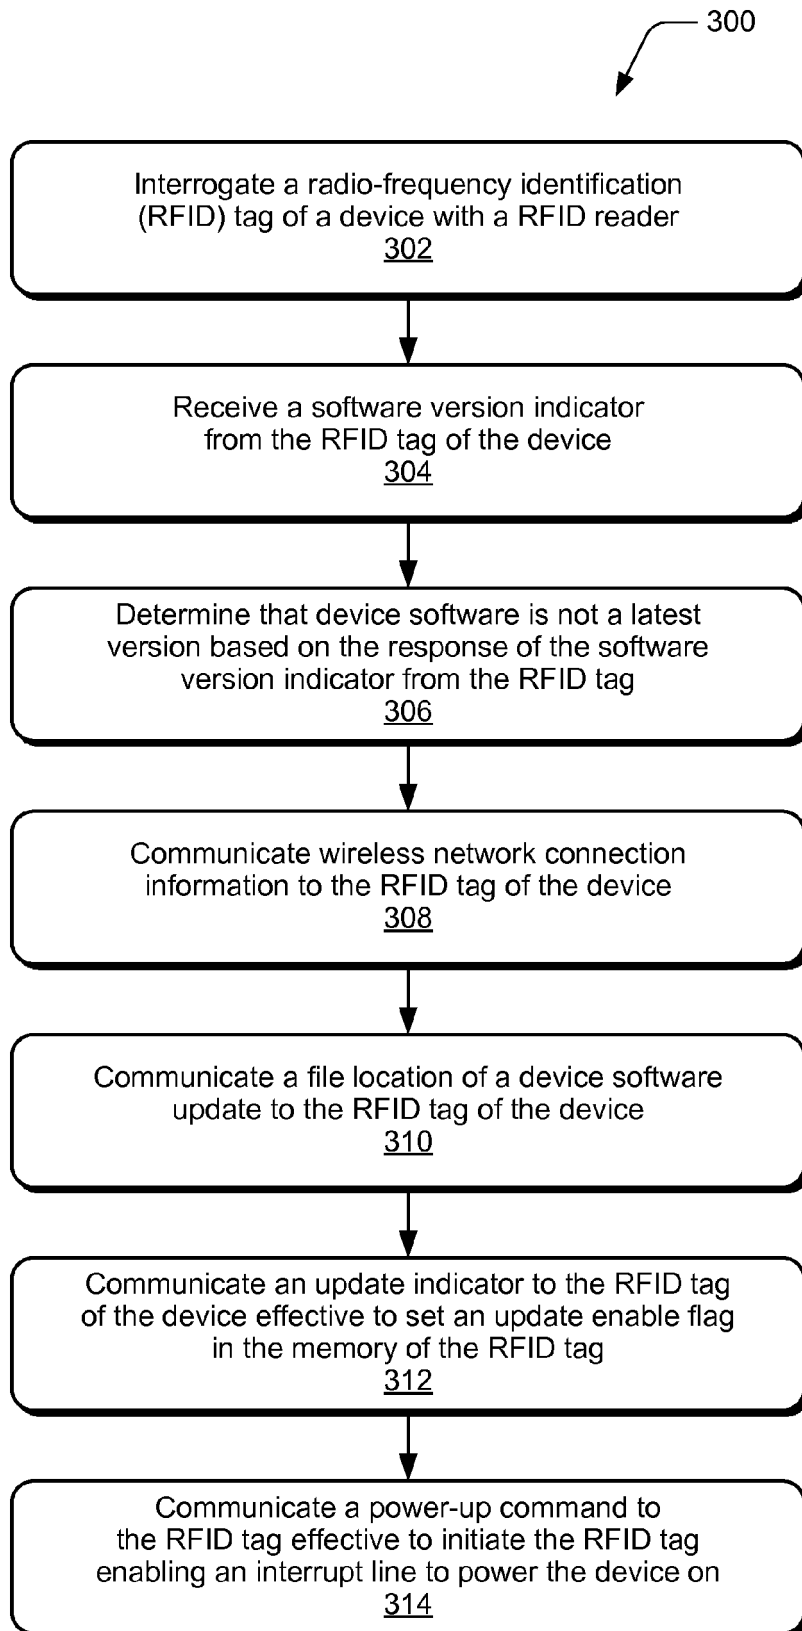 300
Interrogate a radio-frequency identification
(RFID) tag of a device with a RFID reader
302
Receive a software version indicator
from the RFID tag of the device
304
Determine that device software is not a latest
version based on the response of the software
version indicator from the RFID tag
306
Communicate wireless network connection
information to the RFID tag of the device
308
Communicate a file location of a device software
update to the RFID tag of the device
310
Communicate an update indicator to the RFID tag
of the device effective to set an update enable flag
in the memory of the RFID tag
312
Communicate a power-up command to
the RFID tag effective to initiate the RFID tag
enabling an interrupt line to power the device on
314